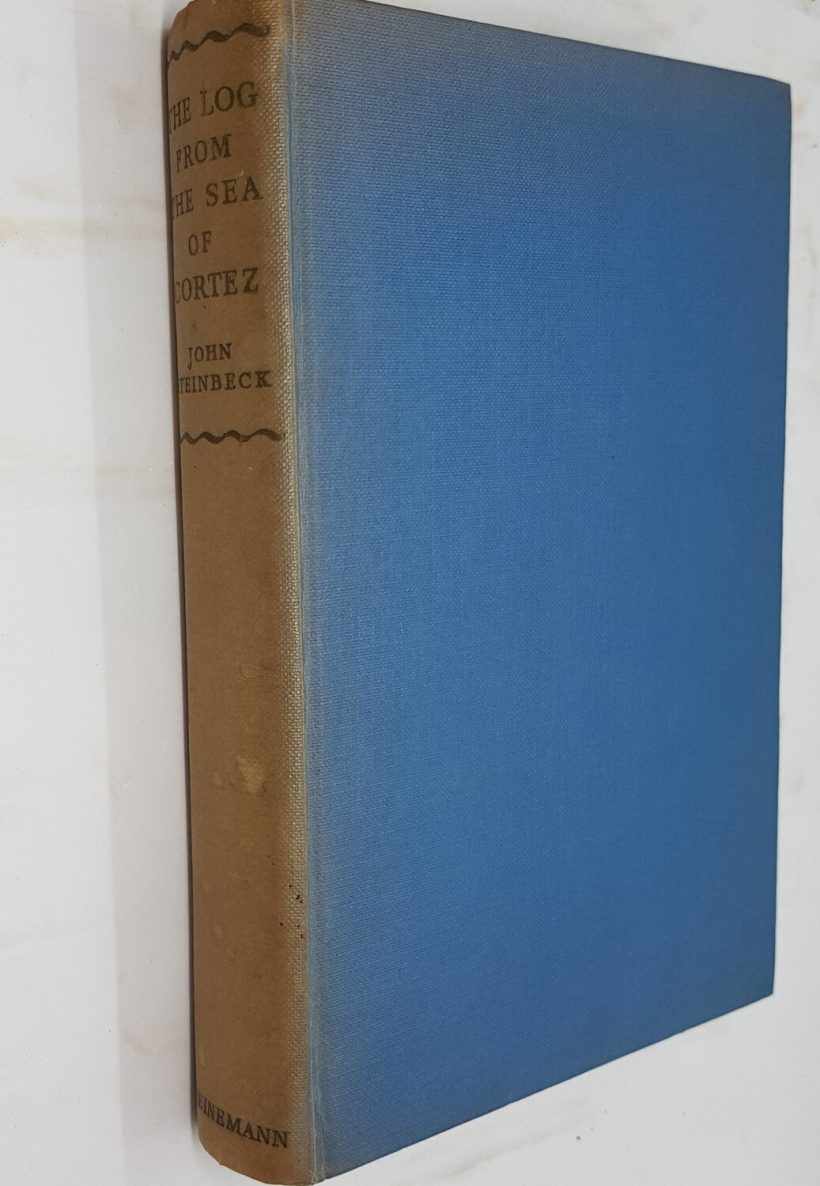 THE LOG
FROM
THE SEA
OF
CORTEZ
JOHN
STEINBECK
HEINEMANN